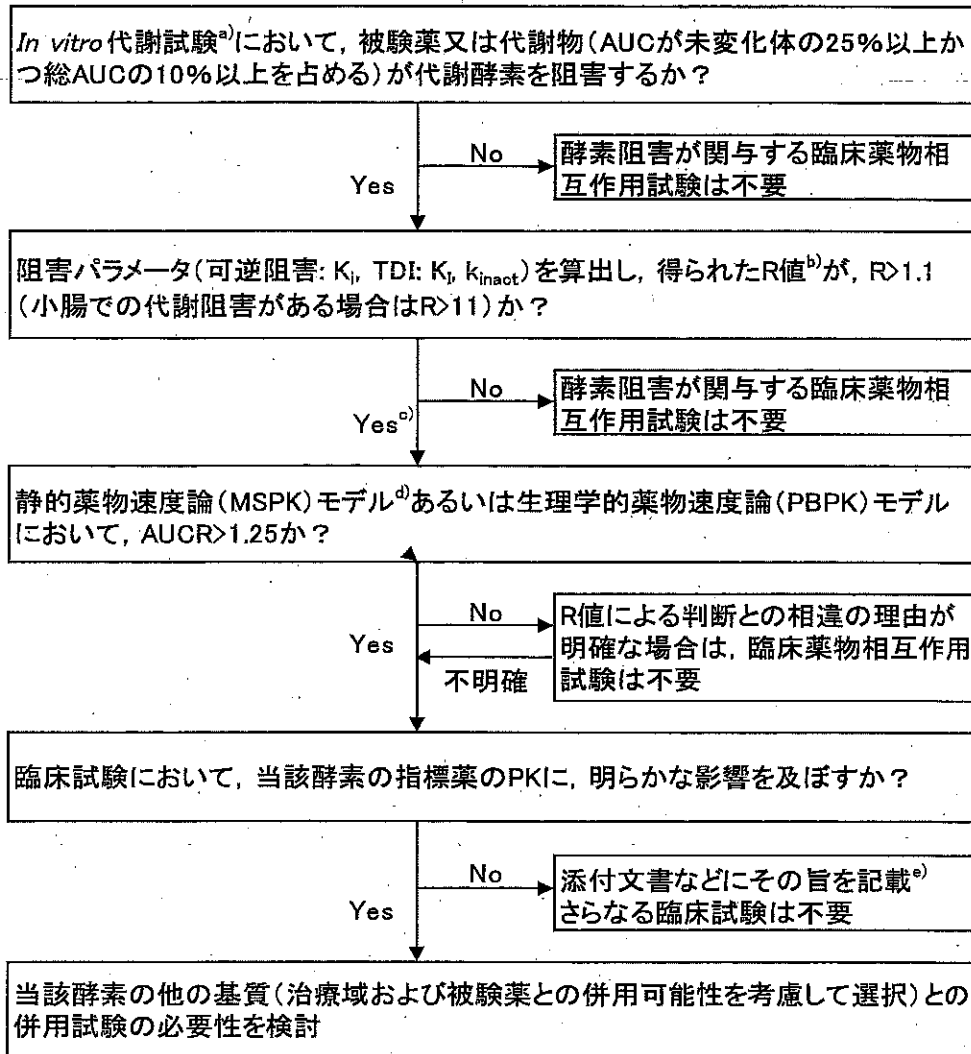 In vitro代謝試験a)において，被験薬又は代謝物（AUCが未変化体の25%以上か
つ総AUCの10%以上を占める）が代謝酵素を阻害するか？
No
酵素阻害が関与する臨床薬物相
互作用試験は不要
Yes
阻害パラメータ（可逆阻害: Ki, TDI: KI, kinact）を算出し，得られたR値b)が，R>1.1
（小腸での代謝阻害がある場合はR>11）か？
No
酵素阻害が関与する臨床薬物相
互作用試験は不要
Yesc)
静的薬物速度論（MSPK）モデルd)あるいは生理学的薬物速度論（PBPK）モデル
において，AUCR>1.25か？
No
R値による判断との相違の理由が
明確な場合は，臨床薬物相互作用
試験は不要
Yes
不明確
臨床試験において，当該酵素の指標薬のPKに，明らかな影響を及ぼすか？
No
添付文書などにその旨を記載e)
さらなる臨床試験は不要
Yes
当該酵素の他の基質（治療域および被験薬との併用可能性を考慮して選択）との
併用試験の必要性を検討